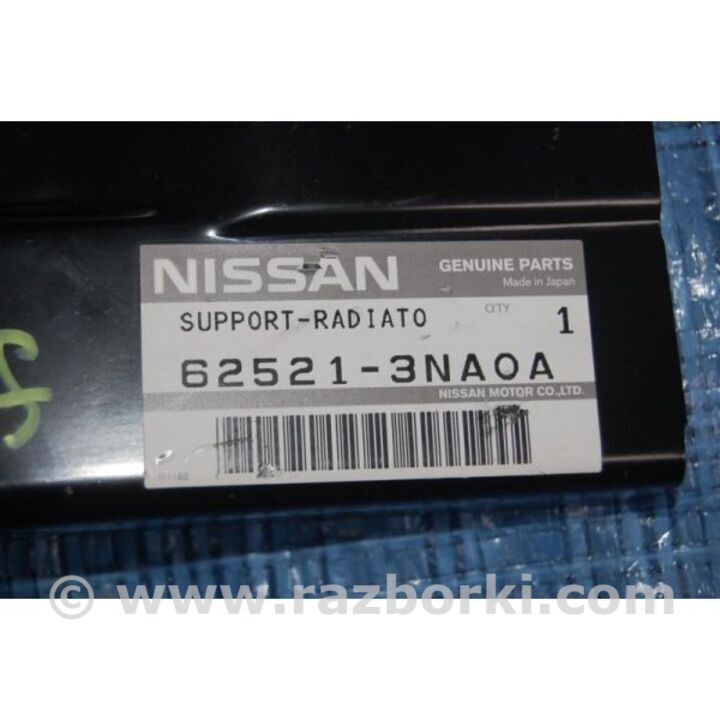 NISSAN
GENUINE PARTS
Made in Japan
SUPPORT-RADIATO
Q'TY 1
62521-3NA0A
NISSAN MOTOR CO.,LTD.
© www.razborki.com